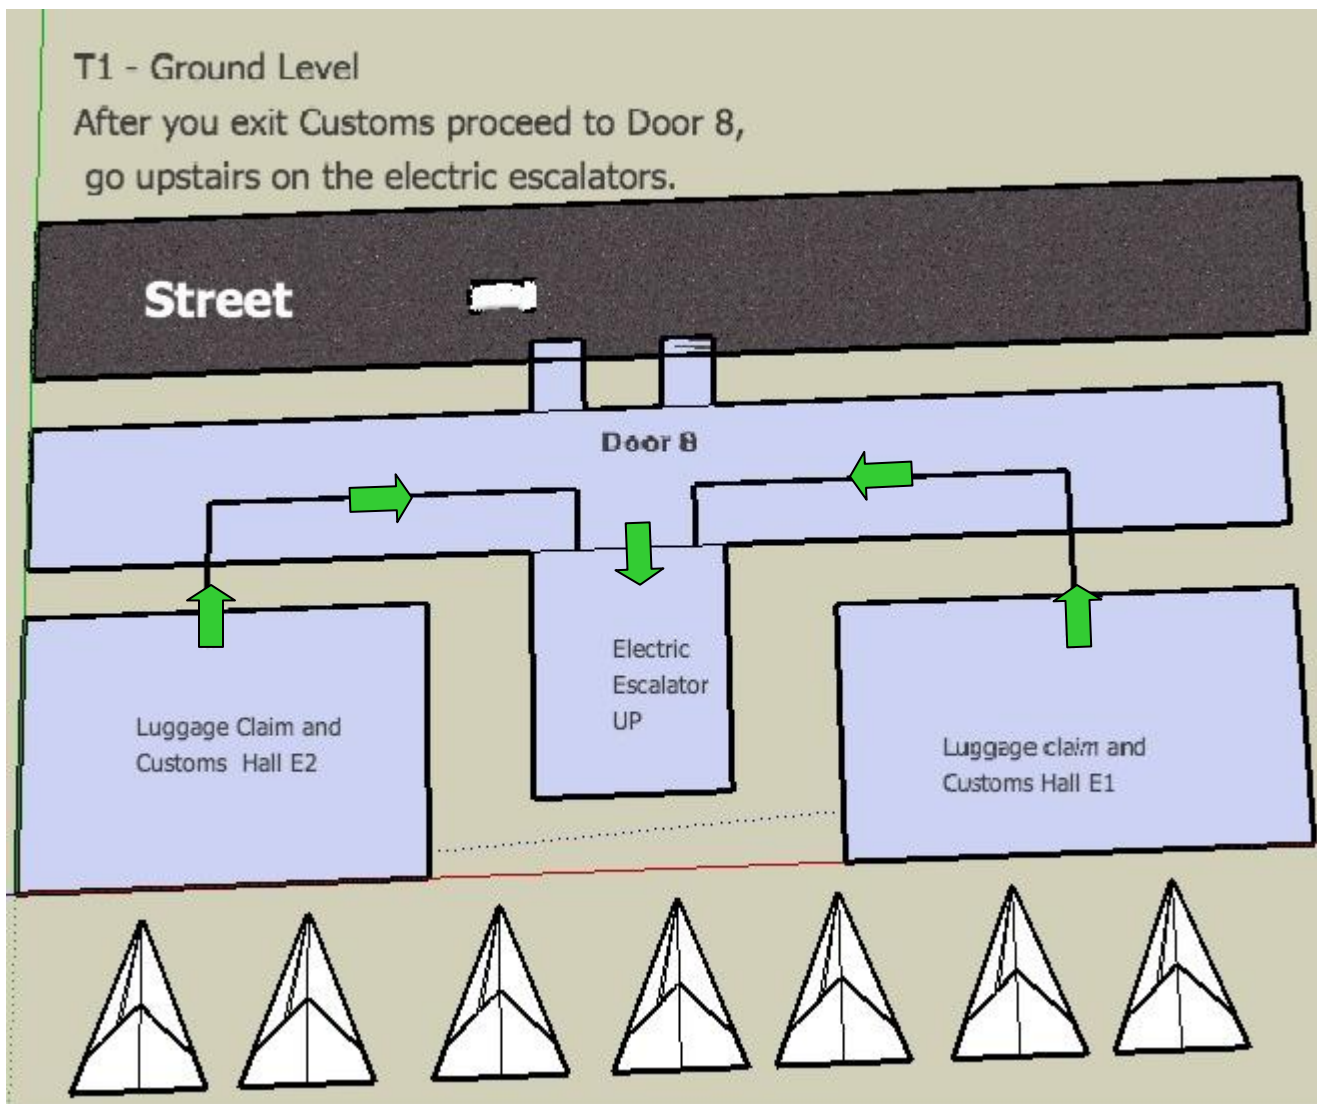 T1 - Ground Level
After you exit Customs proceed to Door 8,
go upstairs on the electric escalators.
Street
Door 8
Electric
Escalator
UP
Luggage Claim and
Customs Hall E2
Luggage claim and
Customs Hall E1